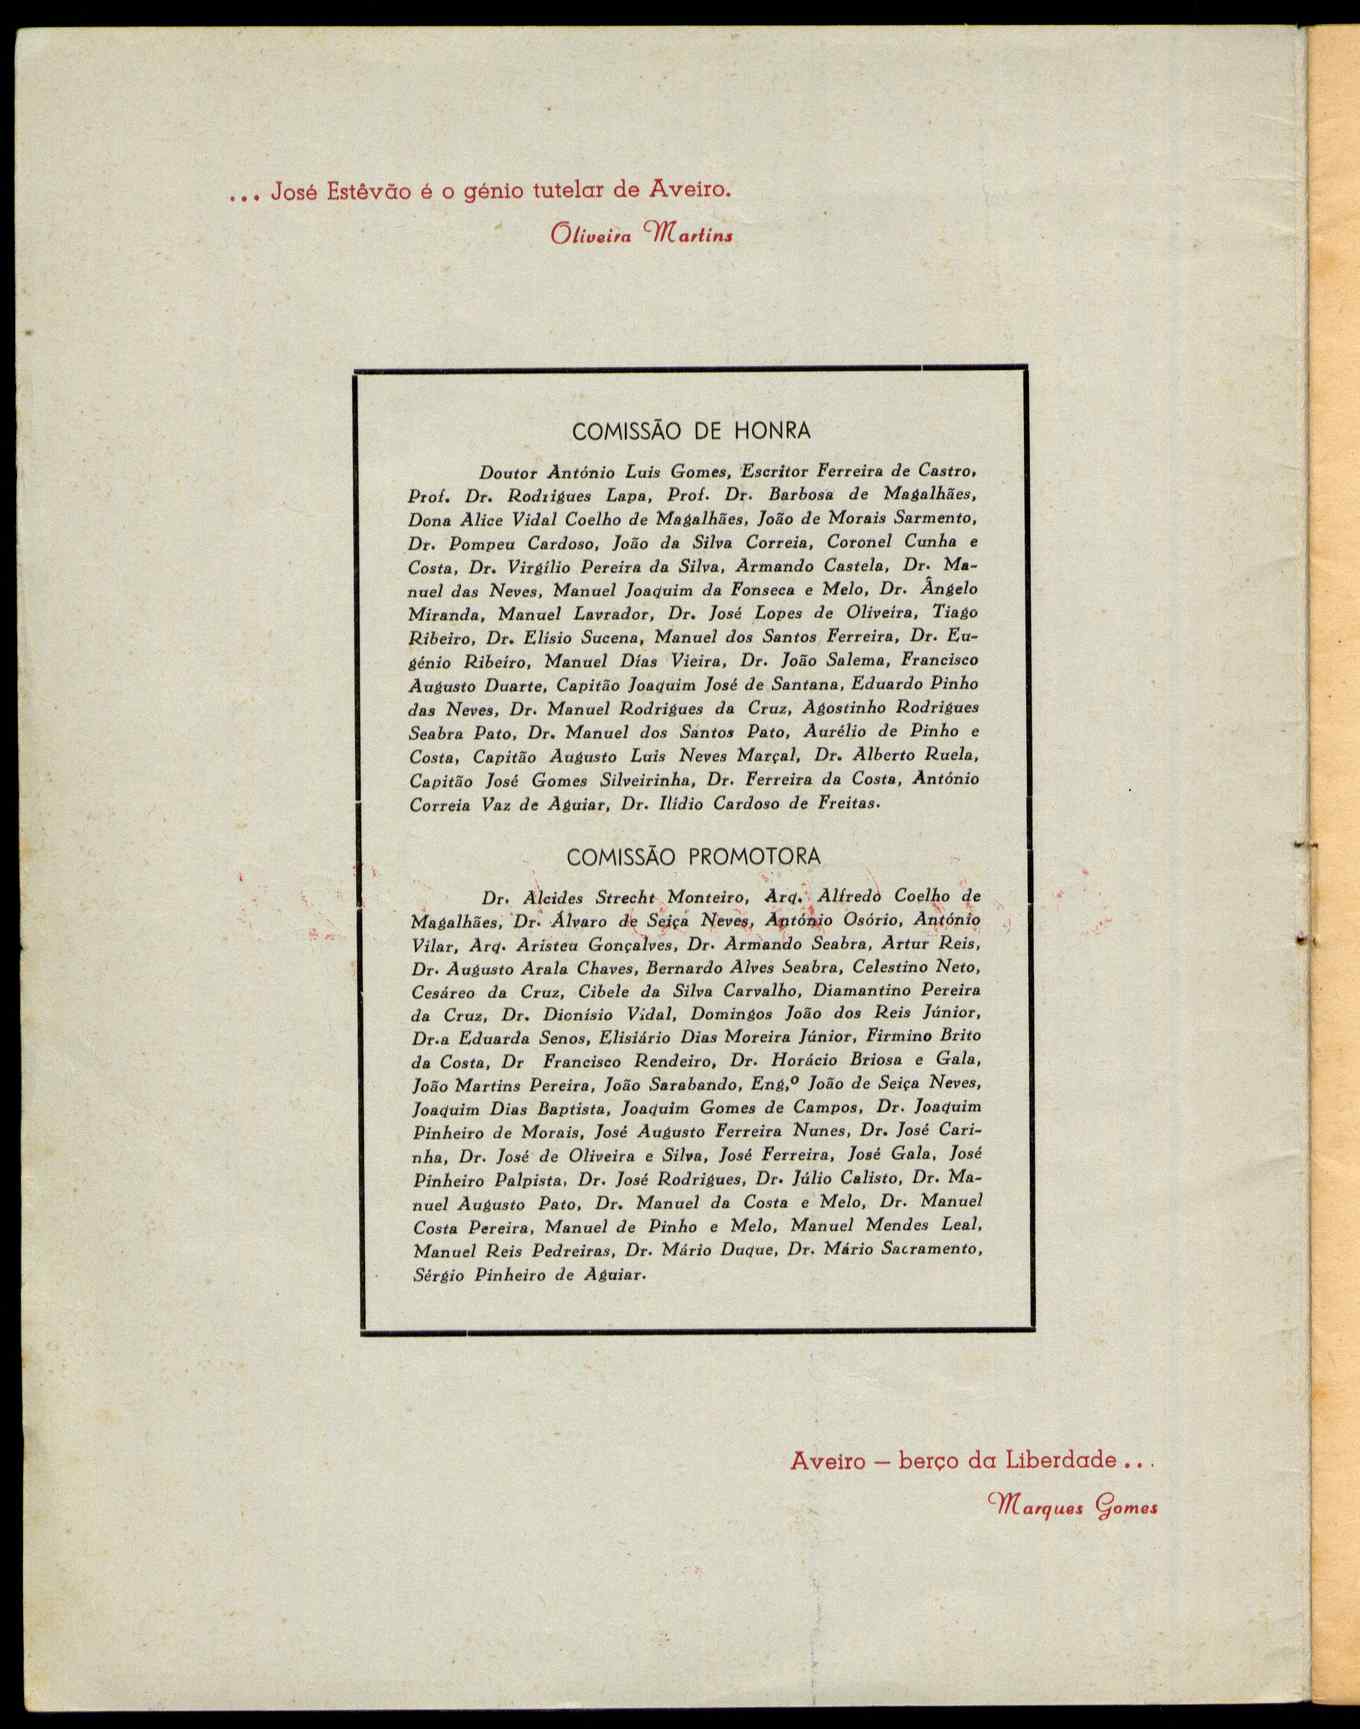 ... José Estêvão é o génio tutelar de Aveiro.
Oliveira Martins
COMISSÃO DE HONRA
Doutor António Luis Gomes, Escritor Ferreira de Castro,
Prof. Dr. Rodrigues Lapa, Prof. Dr. Barbosa de Magalhães,
Dona Alice Vidal Coelho de Magalhães, João de Morais Sarmento,
Dr. Pompeu Cardoso, João da Silva Correia, Coronel Cunha e
Costa, Dr. Virgílio Pereira da Silva, Armando Castela, Dr. Ma-
nuel das Neves, Manuel Joaquim da Fonseca e Melo, Dr. Ângelo
Miranda, Manuel Lavrador, Dr. José Lopes de Oliveira, Tiago
Ribeiro, Dr. Elísio Sucena, Manuel dos Santos Ferreira, Dr. Eu-
génio Ribeiro, Manuel Dias Vieira, Dr. João Salema, Francisco
Augusto Duarte, Capitão Joaquim José de Santana, Eduardo Pinho
das Neves, Dr. Manuel Rodrigues da Cruz, Agostinho Rodrigues
Seabra Pato, Dr. Manuel dos Santos Pato, Aurélio de Pinho e
Costa, Capitão Augusto Luis Neves Marçal, Dr. Alberto Ruela,
Capitão José Gomes Silveirinha, Dr. Ferreira da Costa, António
Correia Vaz de Aguiar, Dr. Ilídio Cardoso de Freitas.
COMISSÃO PROMOTORA
Dr. Alcides Strecht Monteiro, Arq. Alfredo Coelho de
Magalhães, Dr. Álvaro de Seiça Neves, António Osório, António
Vilar, Arq. Aristeu Gonçalves, Dr. Armando Seabra, Artur Reis,
Dr. Augusto Arala Chaves, Bernardo Alves Seabra, Celestino Neto,
Cesáreo da Cruz, Cibele da Silva Carvalho, Diamantino Pereira
da Cruz, Dr. Dionísio Vidal, Domingos João dos Reis Júnior,
Dr.a Eduarda Senos, Elisiário Dias Moreira Júnior, Firmino Brito
da Costa, Dr Francisco Rendeiro, Dr. Horácio Briosa e Gala,
João Martins Pereira, João Sarabando, Eng,º João de Seiça Neves,
Joaquim Dias Baptista, Joaquim Gomes de Campos, Dr. Joaquim
Pinheiro de Morais, José Augusto Ferreira Nunes, Dr. José Cari-
nha, Dr. José de Oliveira e Silva, José Ferreira, José Gala, José
Pinheiro Palpista, Dr. José Rodrigues, Dr. Júlio Calisto, Dr. Ma-
nuel Augusto Pato, Dr. Manuel da Costa e Melo, Dr. Manuel
Costa Pereira, Manuel de Pinho e Melo, Manuel Mendes Leal,
Manuel Reis Pedreiras, Dr. Mário Duque, Dr. Mário Sacramento,
Sérgio Pinheiro de Aguiar.
Aveiro — berço da Liberdade...
Marques Gomes